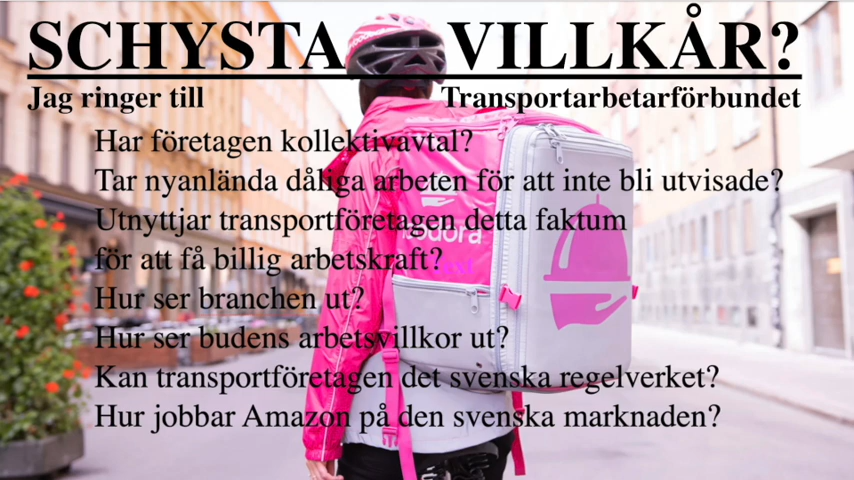 SCHYSTA VILLKÅR?
Jag ringer till Transportarbetarförbundet
Har företagen kollektivavtal?
Tar nyanlända dåliga arbeten för att inte bli utvisade?
Utnyttjar transportföretagen detta faktum
för att få billig arbetskraft?
Hur ser branchen ut?
Hur ser budens arbetsvillkor ut?
Kan transportföretagen det svenska regelverket?
Hur jobbar Amazon på den svenska marknaden?